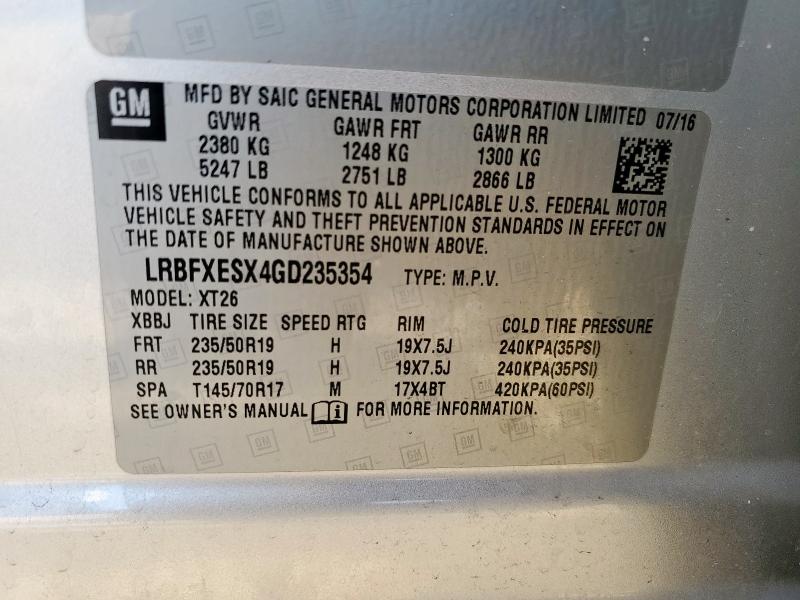 GM MFD BY SAIC GENERAL MOTORS CORPORATION LIMITED 07/16
GVWR GAWR FRT GAWR RR
2380 KG 1248 KG 1300 KG
5247 LB 2751 LB 2866 LB
THIS VEHICLE CONFORMS TO ALL APPLICABLE U.S. FEDERAL MOTOR
VEHICLE SAFETY AND THEFT PREVENTION STANDARDS IN EFFECT ON
THE DATE OF MANUFACTURE SHOWN ABOVE.
LRBFXESX4GD235354 TYPE: M.P.V.
MODEL: XT26
XBBJ TIRE SIZE SPEED RTG RIM COLD TIRE PRESSURE
FRT 235/50R19 H 19X7.5J 240KPA(35PSI)
RR 235/50R19 H 19X7.5J 240KPA(35PSI)
SPA T145/70R17 M 17X4BT 420KPA(60PSI)
SEE OWNER'S MANUAL i FOR MORE INFORMATION.